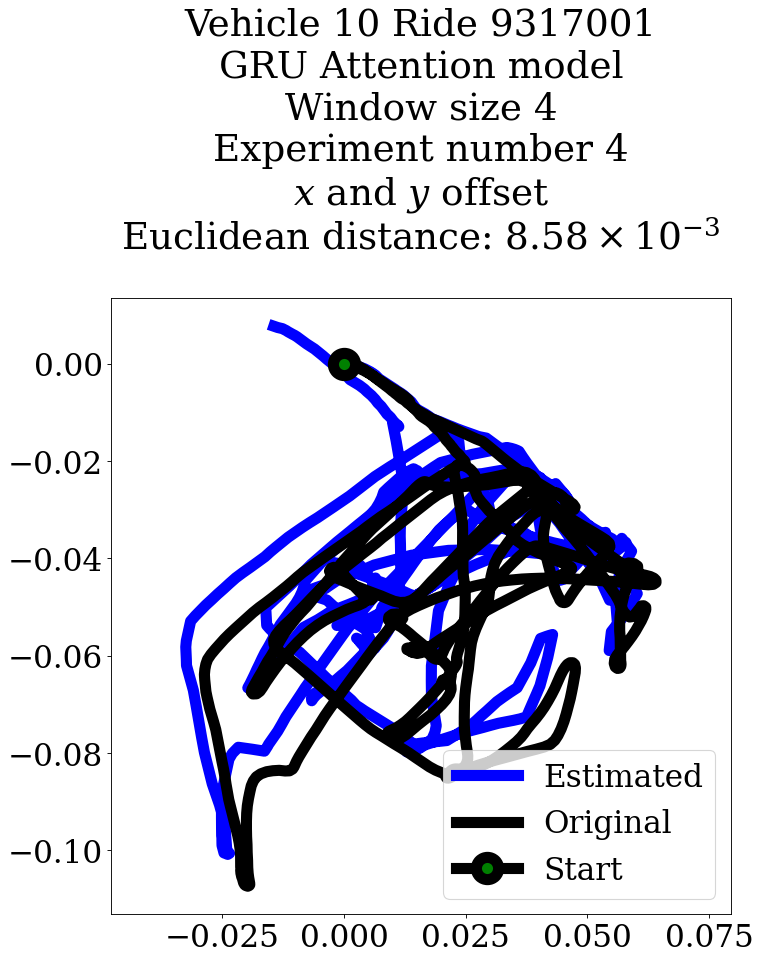 Vehicle 10 Ride 9317001
GRU Attention model
Window size 4
Experiment number 4
x and y offset
Euclidean distance: 8.58 × 10⁻³
0.00
−0.02
−0.04
−0.06
−0.08
−0.10
Estimated
Original
Start
−0.025 0.000 0.025 0.050 0.075